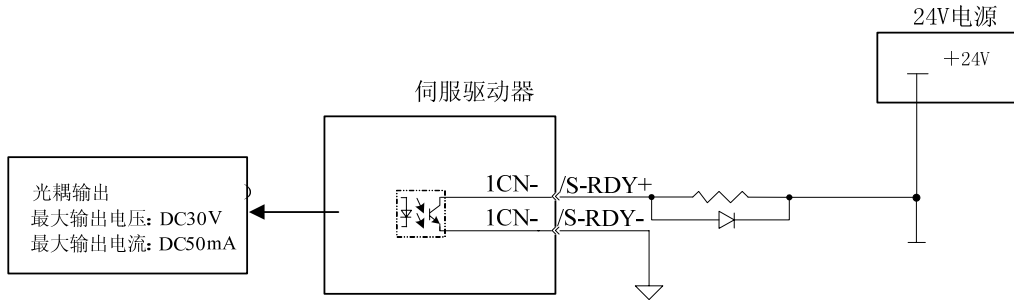 24V电源
+24V
伺服驱动器
1CN- /S-RDY+
1CN- /S-RDY-
光耦输出 )
最大输出电压: DC30V
最大输出电流: DC50mA